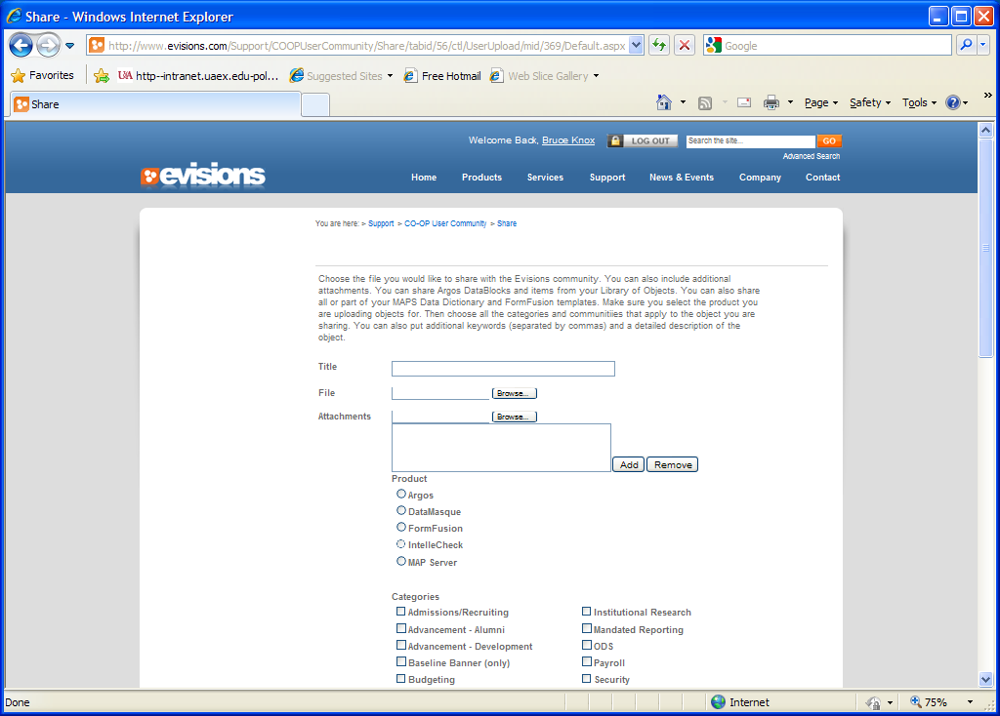 Share - Windows Internet Explorer
http://www.evisions.com/Support/COOPUserCommunity/Share/tabid/56/ctl/UserUpload/mid/369/Default.aspx
Google
Favorites
UA http--intranet.uaex.edu-pol...
Suggested Sites
Free Hotmail
Web Slice Gallery
Share
Page
Safety
Tools
»
Welcome Back, Bruce Knox
LOG OUT
Search the site...
GO
Advanced Search
evisions
Home Products Services Support News & Events Company Contact
You are here: > Support > CO-OP User Community > Share
Choose the file you would like to share with the Evisions community. You can also include additional
attachments. You can share Argos DataBlocks and items from your Library of Objects. You can also share
all or part of your MAPS Data Dictionary and FormFusion templates. Make sure you select the product you
are uploading objects for. Then choose all the categories and communitiies that apply to the object you are
sharing. You can also put additional keywords (separated by commas) and a detailed description of the
object.
Title
File Browse...
Attachments Browse...
Add Remove
Product
Argos
DataMasque
FormFusion
IntelleCheck
MAP Server
Categories
Admissions/Recruiting Institutional Research
Advancement - Alumni Mandated Reporting
Advancement - Development ODS
Baseline Banner (only) Payroll
Budgeting Security
Done Internet 75%